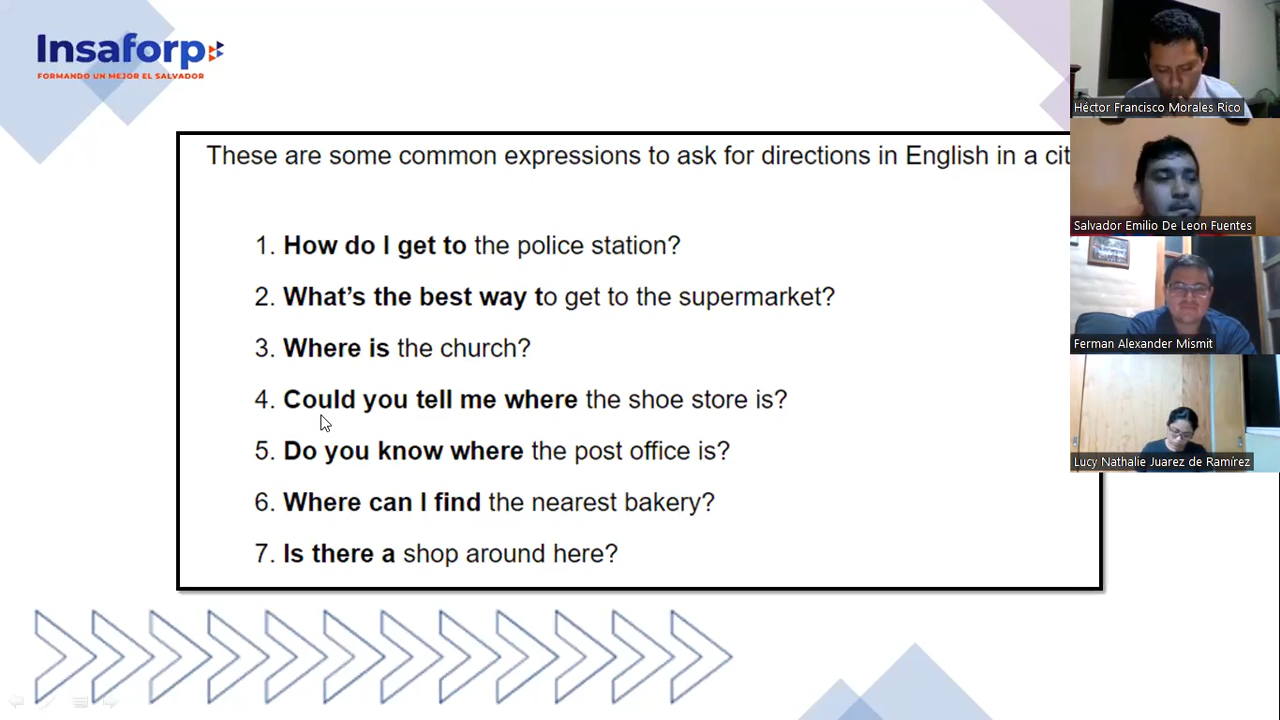 Insaforp
FORMANDO UN MEJOR EL SALVADOR
These are some common expressions to ask for directions in English in a cit
1. How do I get to the police station?
2. What's the best way to get to the supermarket?
3. Where is the church?
4. Could you tell me where the shoe store is?
5. Do you know where the post office is?
6. Where can I find the nearest bakery?
7. Is there a shop around here?
Héctor Francisco Morales Rico
Salvador Emilio De Leon Fuentes
Ferman Alexander Mismit
Lucy Nathalie Juarez de Ramírez